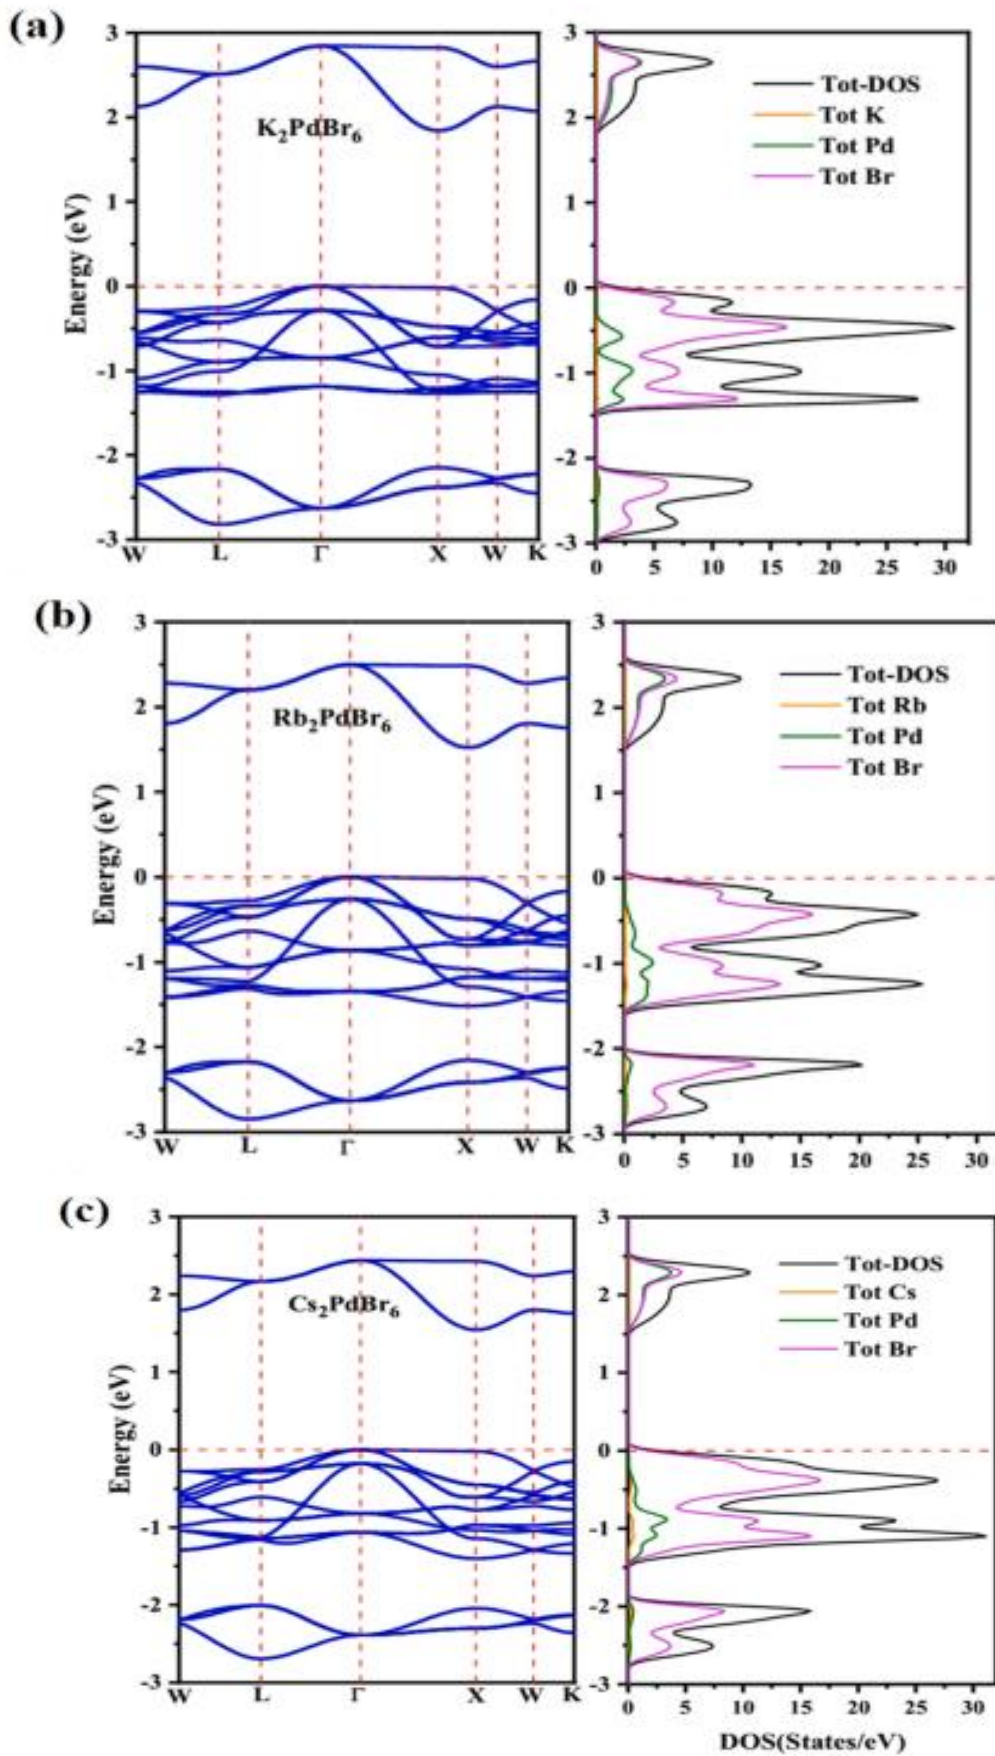 (a)
3
2
1
0
-1
-2
-3
Energy (eV)
K₂PdBr₆
W L Γ X W K
3
2
1
0
-1
-2
-3
Tot-DOS
Tot K
Tot Pd
Tot Br
0 5 10 15 20 25 30
(b)
3
2
1
0
-1
-2
-3
Energy (eV)
Rb₂PdBr₆
W L Γ X W K
3
2
1
0
-1
-2
-3
Tot-DOS
Tot Rb
Tot Pd
Tot Br
0 5 10 15 20 25 30
(c)
3
2
1
0
-1
-2
-3
Energy (eV)
Cs₂PdBr₆
W L Γ X W K
3
2
1
0
-1
-2
-3
Tot-DOS
Tot Cs
Tot Pd
Tot Br
0 5 10 15 20 25 30
DOS(States/eV)